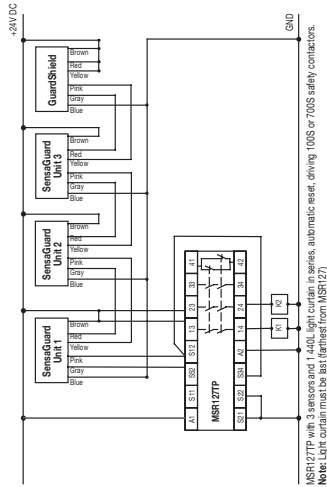 +24V DC
GND
SensaGuard
Unit 1
Brown
Red
Yellow
Pink
Gray
Blue
SensaGuard
Unit 2
Brown
Red
Yellow
Pink
Gray
Blue
SensaGuard
Unit 3
Brown
Red
Yellow
Pink
Gray
Blue
GuardShield
Brown
Red
Yellow
Pink
Gray
Blue
A1 S11 S52 S12 13 23 33 41
MSR127TP
S21 S22 S34 A2 14 24 34 42
K1 K2
MSR127TP with 3 sensors and 1 440L light curtain in series, automatic reset, driving 100S or 700S safety contactors.
Note: Light curtain must be last (farthest from MSR127)